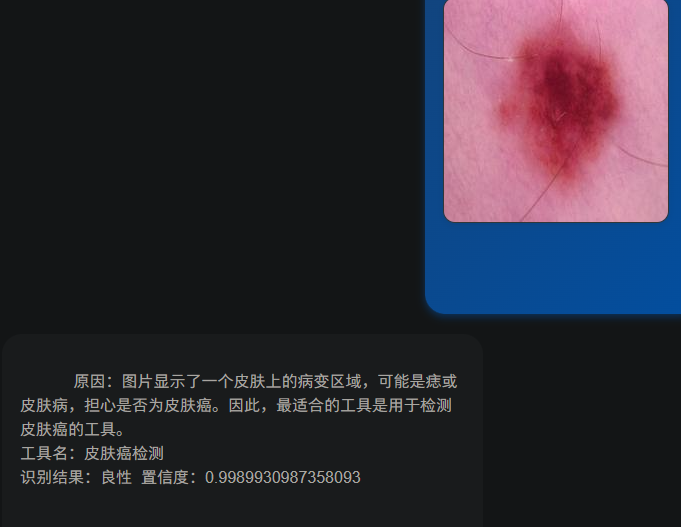 原因：图片显示了一个皮肤上的病变区域，可能是痣或
皮肤病，担心是否为皮肤癌。因此，最适合的工具是用于检测
皮肤癌的工具。
工具名：皮肤癌检测
识别结果：良性 置信度：0.9989930987358093